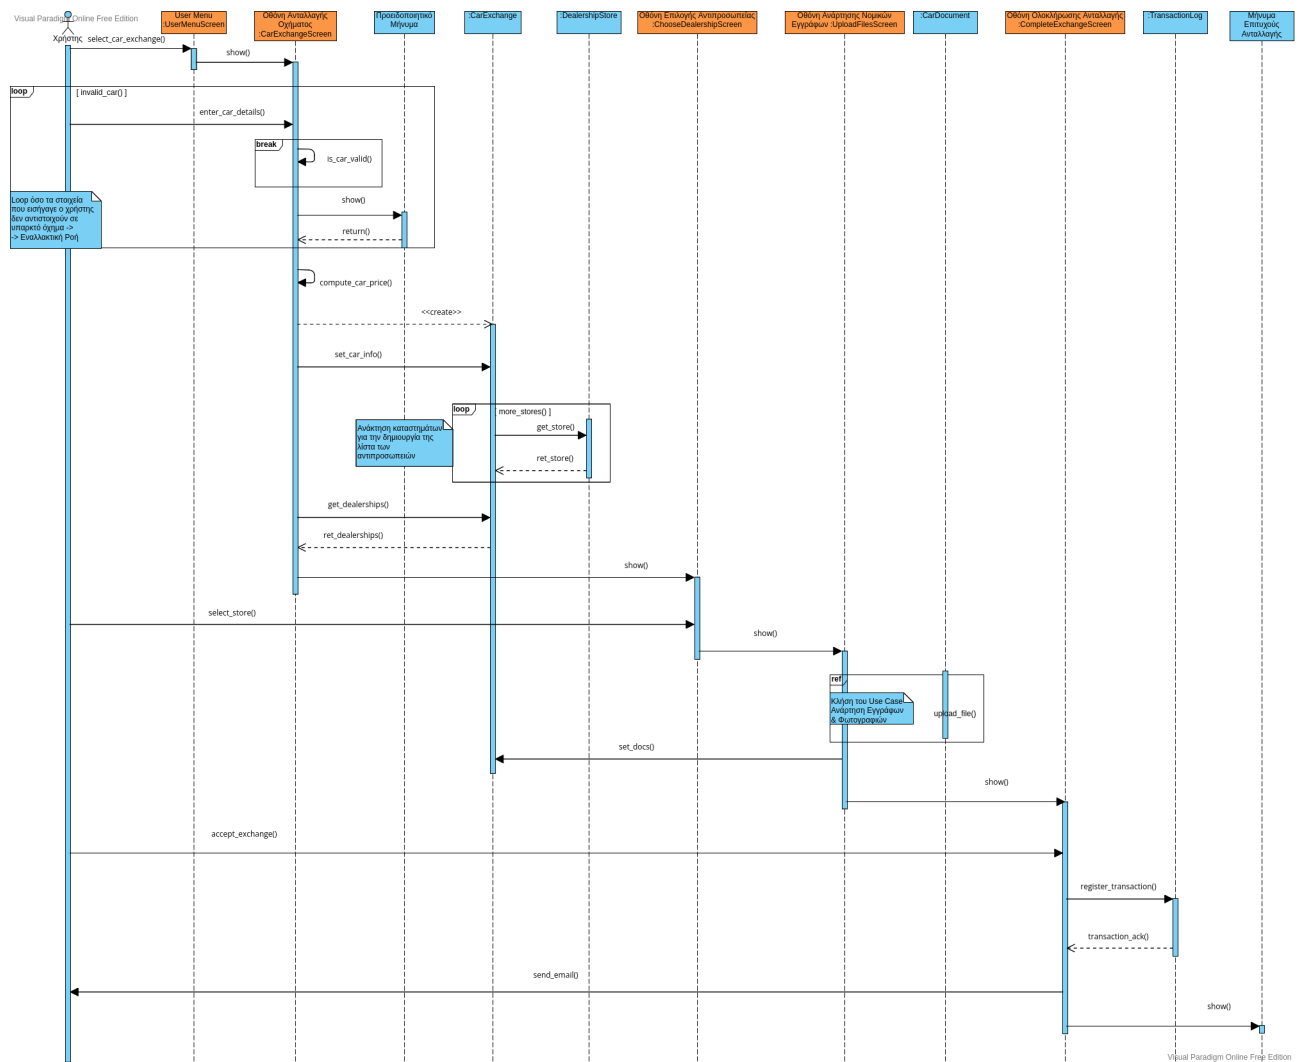 Visual Paradigm Online Free Edition
Χρήστης
User Menu
:UserMenuScreen
Οθόνη Ανταλλαγής
Οχήματος
:CarExchangeScreen
Προειδοποιητικό
Μήνυμα
:CarExchange
:DealershipStore
Οθόνη Επιλογής Αντιπροσωπείας
:ChooseDealershipScreen
Οθόνη Ανάρτησης Νομικών
Εγγράφων :UploadFilesScreen
:CarDocument
Οθόνη Ολοκλήρωσης Ανταλλαγής
:CompleteExchangeScreen
:TransactionLog
Μήνυμα
Επιτυχούς
Ανταλλαγής
select_car_exchange()
show()
loop
[ invalid_car() ]
enter_car_details()
break
is_car_valid()
Loop όσο τα στοιχεία
που εισήγαγε ο χρήστης
δεν αντιστοιχούν σε
υπαρκτό όχημα ->
-> Εναλλακτική Ροή
show()
return()
compute_car_price()
<<create>>
set_car_info()
loop
[ more_stores() ]
Ανάκτηση καταστημάτων
για την δημιουργία της
λίστα των
αντιπροσωπειών
get_store()
ret_store()
get_dealerships()
ret_dealerships()
show()
select_store()
show()
ref
Κλήση του Use Case
Ανάρτηση Εγγράφων
& Φωτογραφιών
upload_file()
set_docs()
show()
accept_exchange()
register_transaction()
transaction_ack()
send_email()
show()
Visual Paradigm Online Free Edition